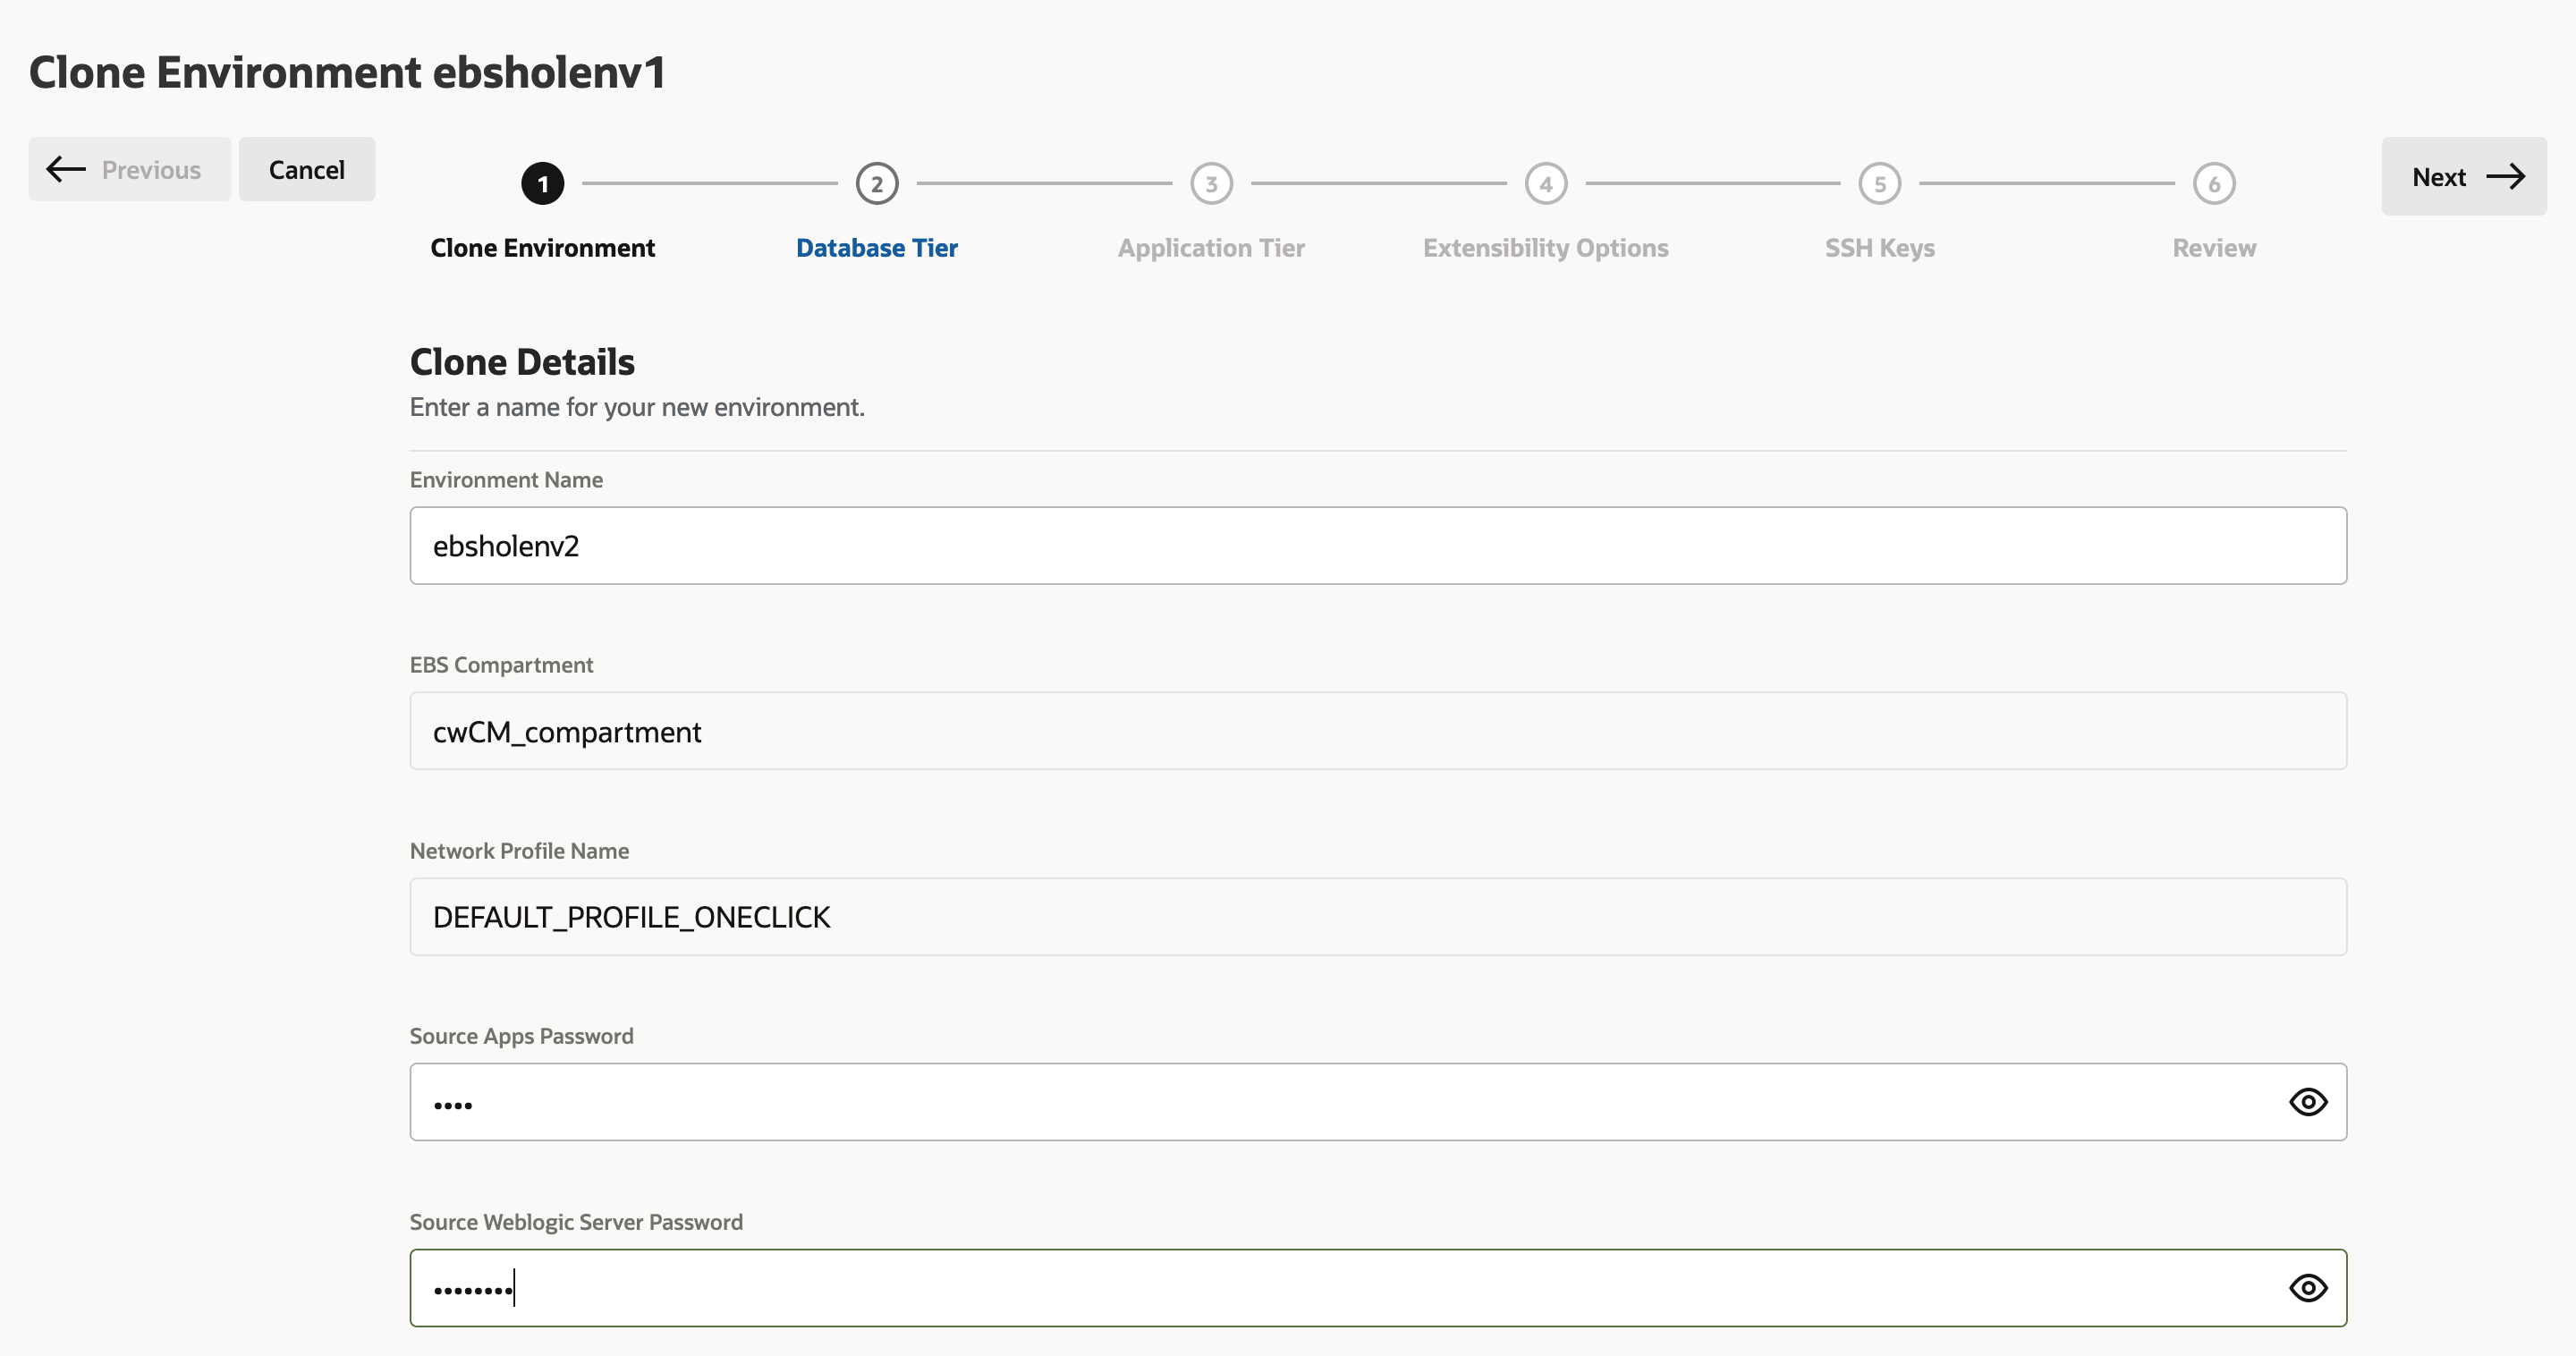 Clone Environment ebsholenv1
Previous
Cancel
1
2
3
4
5
6
Next
Clone Environment
Database Tier
Application Tier
Extensibility Options
SSH Keys
Review
Clone Details
Enter a name for your new environment.
Environment Name
ebsholenv2
EBS Compartment
cwCM_compartment
Network Profile Name
DEFAULT_PROFILE_ONECLICK
Source Apps Password
••••
Source Weblogic Server Password
••••••••